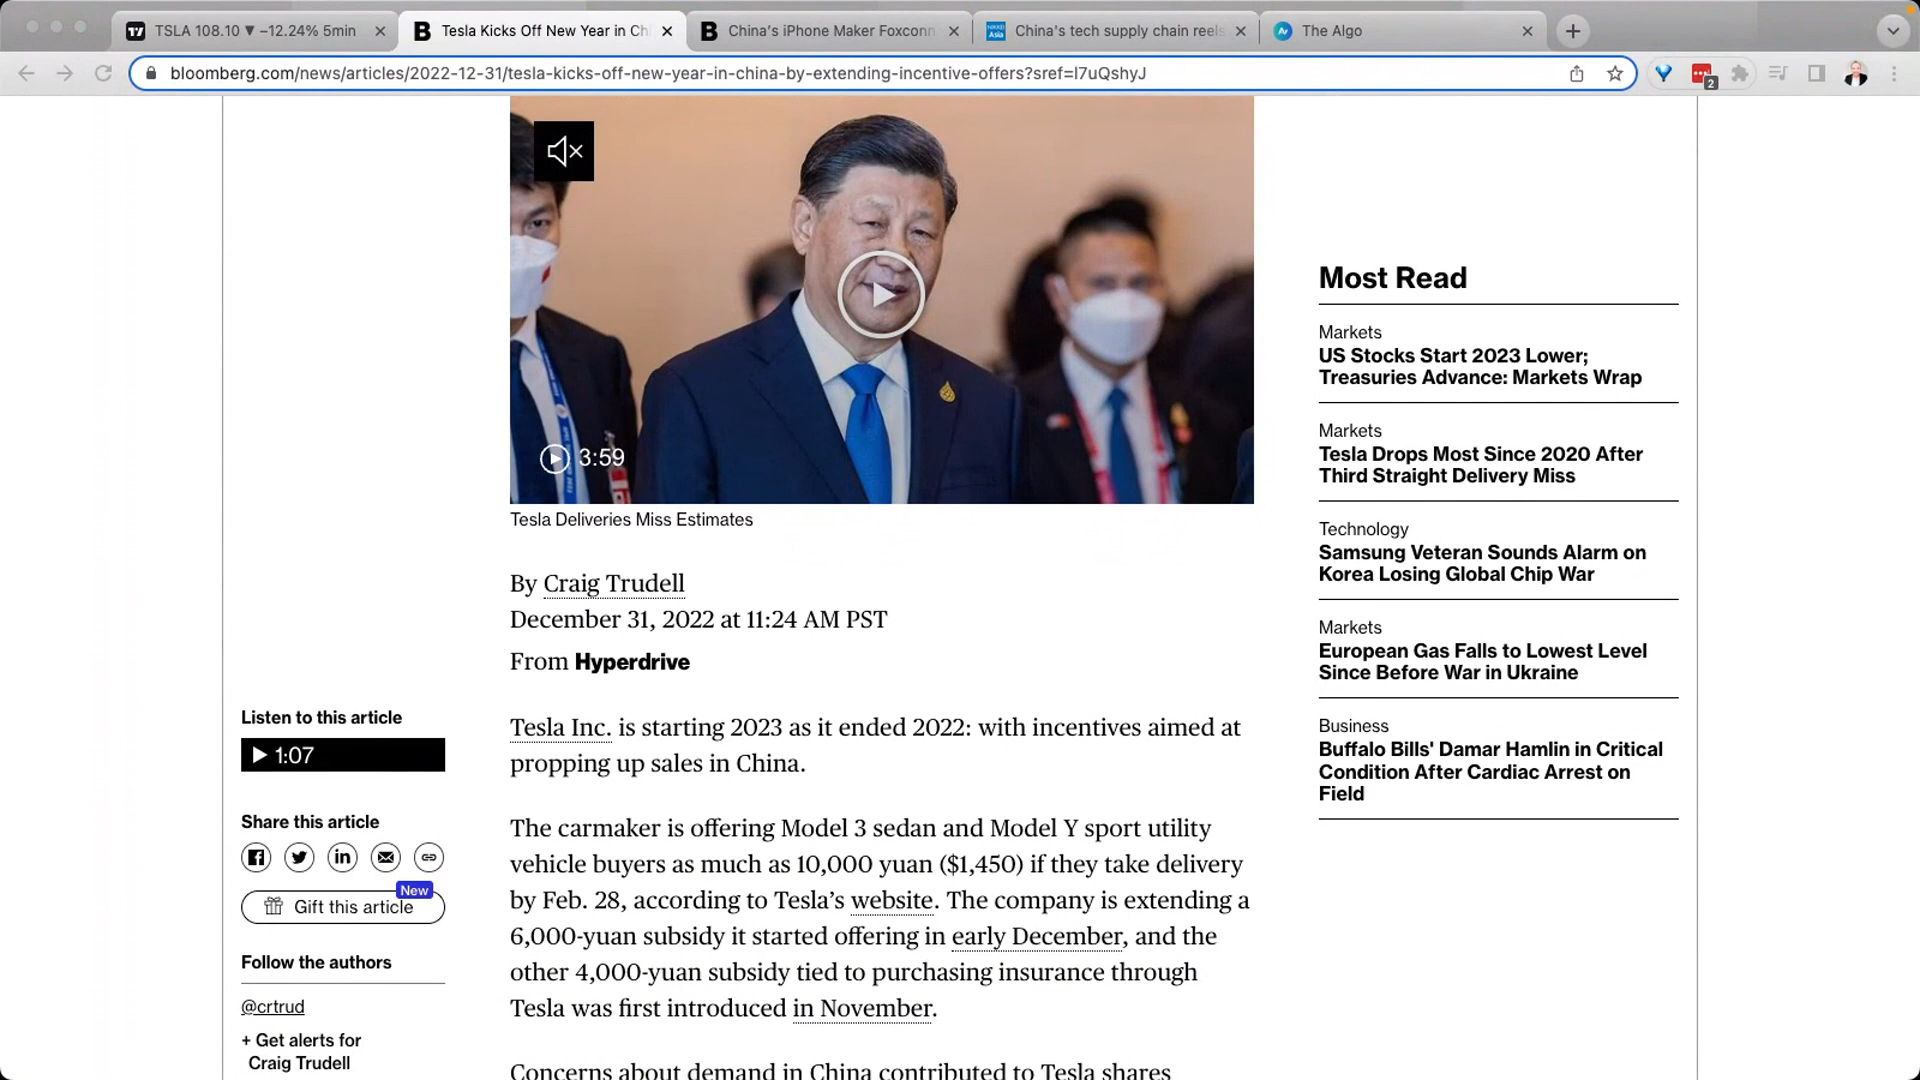 TSLA 108.10 ▼ −12.24% 5min
Tesla Kicks Off New Year in Ch
China's iPhone Maker Foxconn
China's tech supply chain reels
The Algo
bloomberg.com/news/articles/2022-12-31/tesla-kicks-off-new-year-in-china-by-extending-incentive-offers?sref=I7uQshyJ
2
3:59
Tesla Deliveries Miss Estimates
By Craig Trudell
December 31, 2022 at 11:24 AM PST
From Hyperdrive
Listen to this article
1:07
Share this article
New
Gift this article
Follow the authors
@crtrud
+ Get alerts for
Craig Trudell
Tesla Inc. is starting 2023 as it ended 2022: with incentives aimed at
propping up sales in China.
The carmaker is offering Model 3 sedan and Model Y sport utility
vehicle buyers as much as 10,000 yuan ($1,450) if they take delivery
by Feb. 28, according to Tesla's website. The company is extending a
6,000-yuan subsidy it started offering in early December, and the
other 4,000-yuan subsidy tied to purchasing insurance through
Tesla was first introduced in November.
Concerns about demand in China contributed to Tesla shares
Most Read
Markets
US Stocks Start 2023 Lower;
Treasuries Advance: Markets Wrap
Markets
Tesla Drops Most Since 2020 After
Third Straight Delivery Miss
Technology
Samsung Veteran Sounds Alarm on
Korea Losing Global Chip War
Markets
European Gas Falls to Lowest Level
Since Before War in Ukraine
Business
Buffalo Bills' Damar Hamlin in Critical
Condition After Cardiac Arrest on
Field